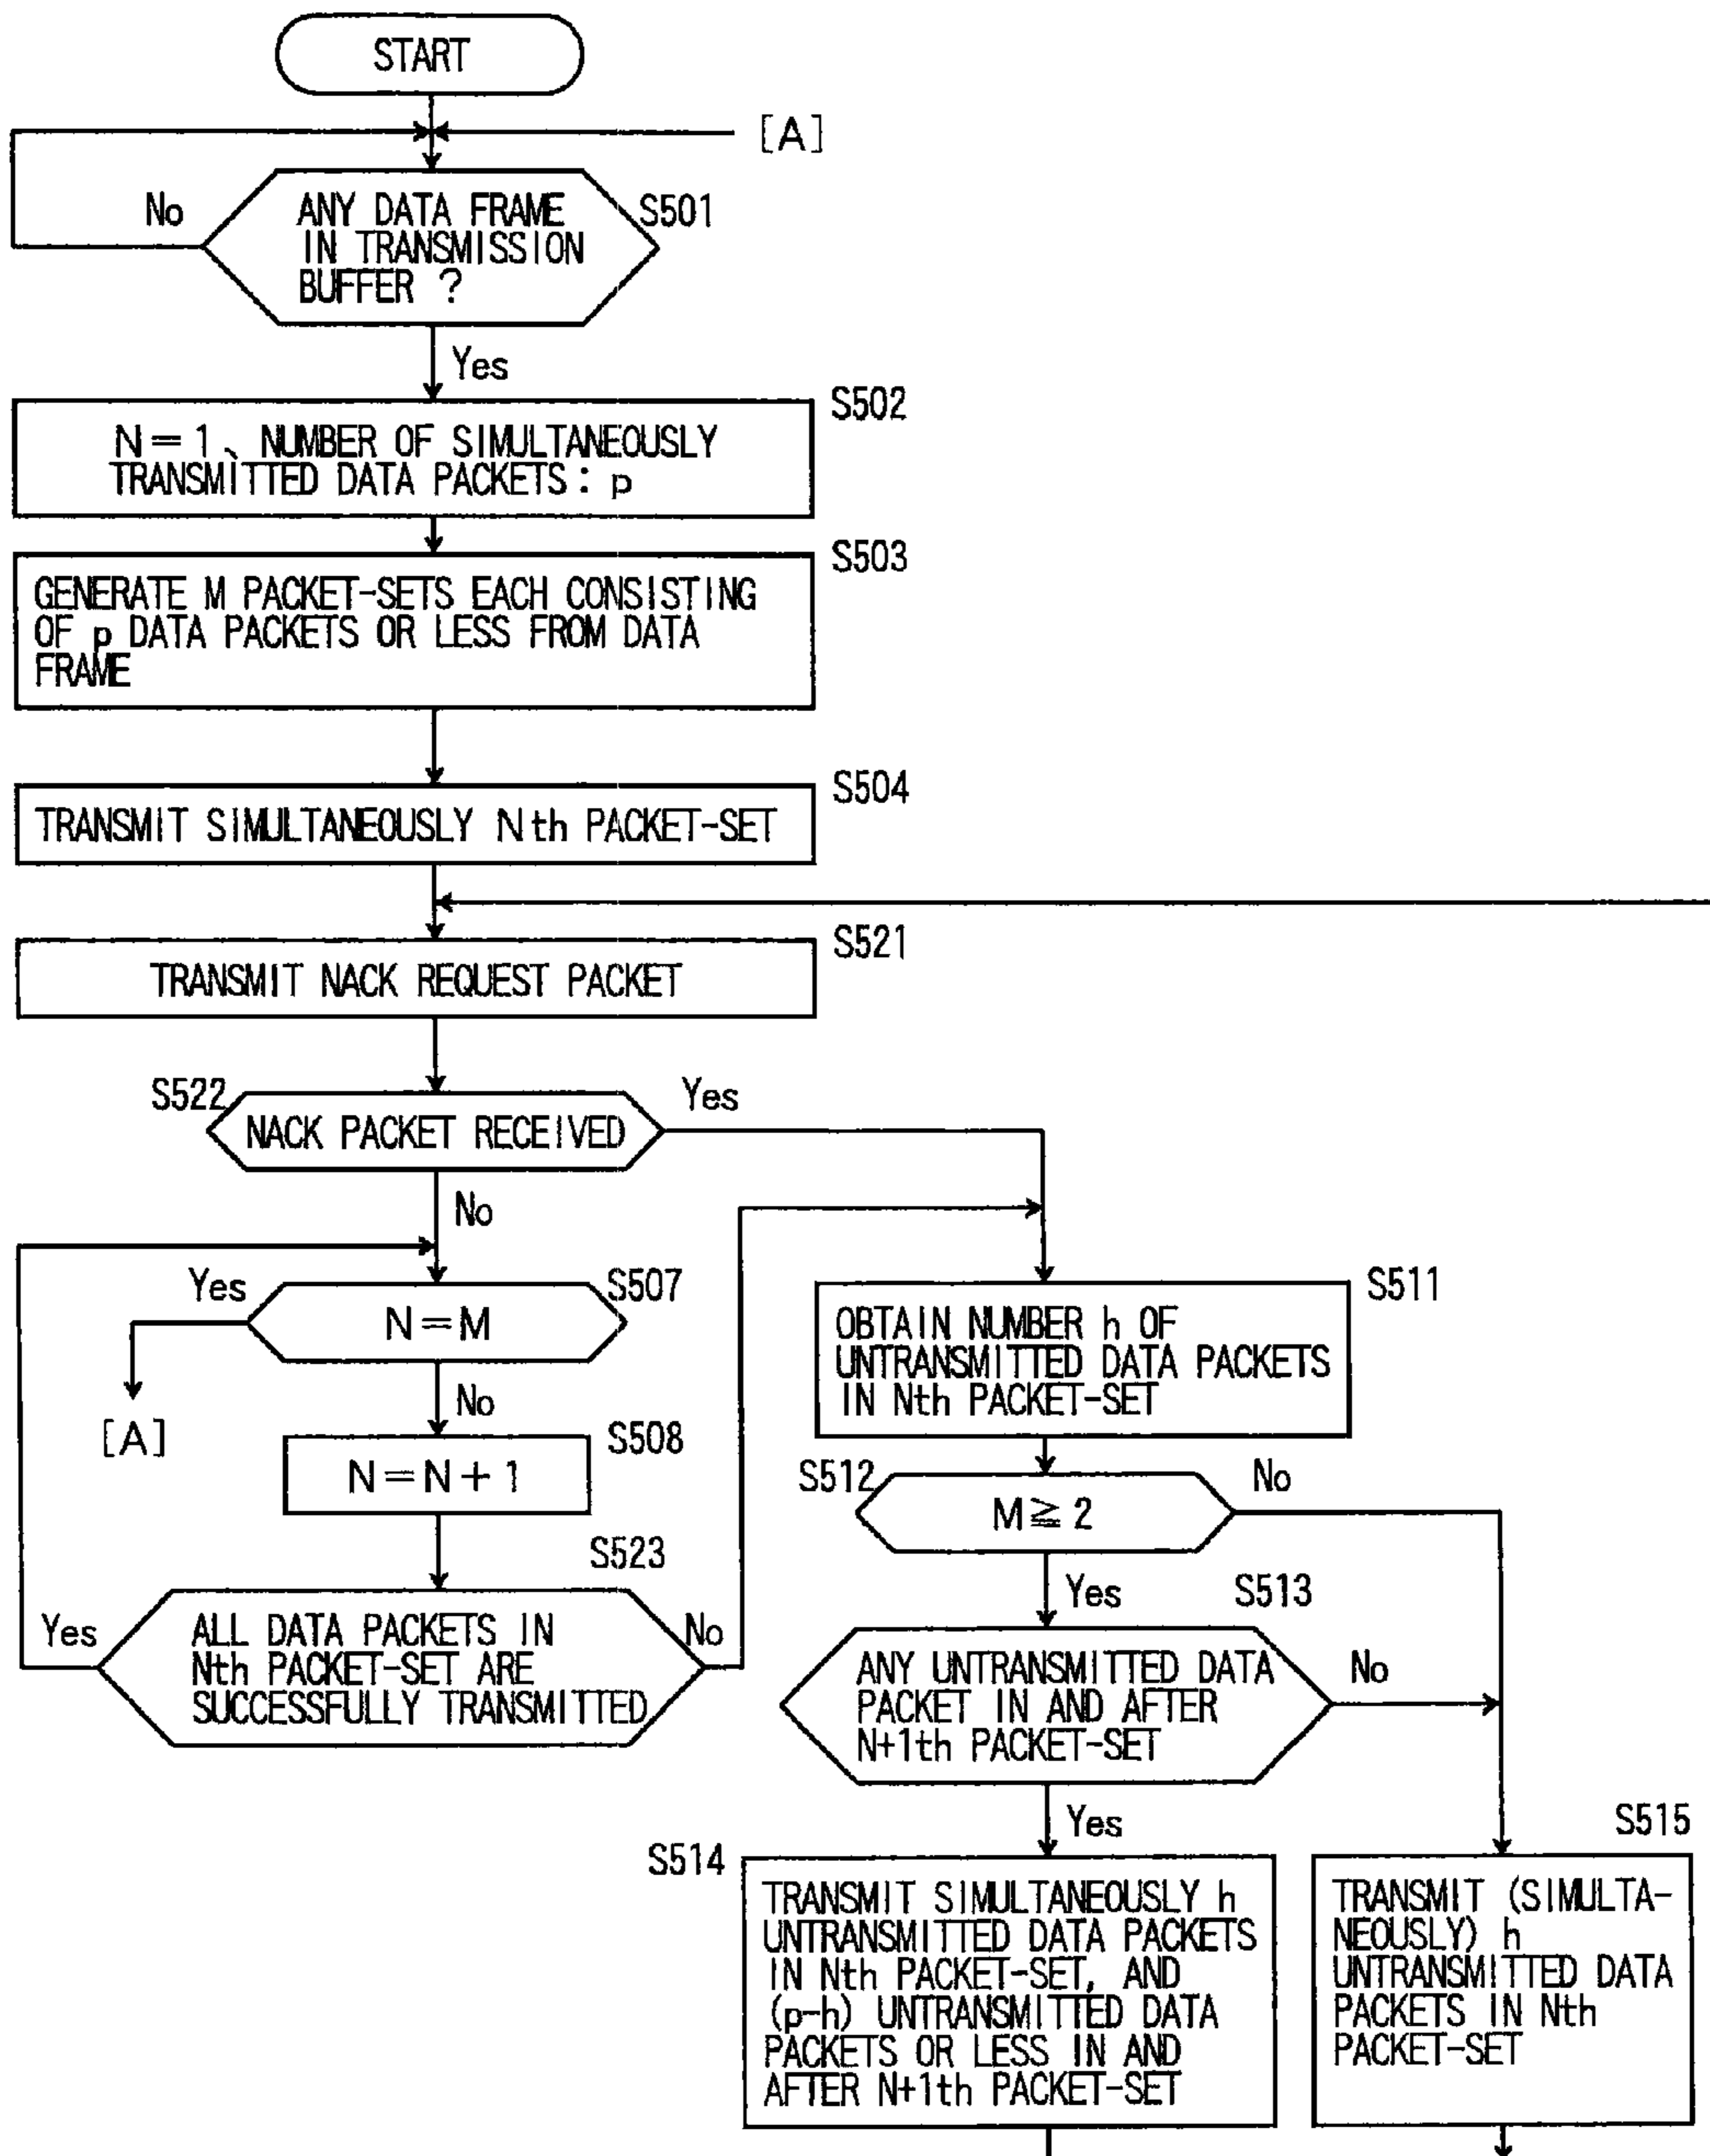 START
[A]
No
ANY DATA FRAME
IN TRANSMISSION
BUFFER ?
S501
Yes
S502
N=1、NUMBER OF SIMULTANEOUSLY
TRANSMITTED DATA PACKETS: p
S503
GENERATE M PACKET-SETS EACH CONSISTING
OF p DATA PACKETS OR LESS FROM DATA
FRAME
S504
TRANSMIT SIMULTANEOUSLY Nth PACKET-SET
S521
TRANSMIT NACK REQUEST PACKET
S522
NACK PACKET RECEIVED
Yes
No
Yes
S507
N=M
[A]
No
S508
N=N+1
S523
Yes
ALL DATA PACKETS IN
Nth PACKET-SET ARE
SUCCESSFULLY TRANSMITTED
No
S511
OBTAIN NUMBER h OF
UNTRANSMITTED DATA PACKETS
IN Nth PACKET-SET
S512
M≧2
No
Yes
S513
ANY UNTRANSMITTED DATA
PACKET IN AND AFTER
N+1th PACKET-SET
No
Yes
S514
TRANSMIT SIMULTANEOUSLY h
UNTRANSMITTED DATA PACKETS
IN Nth PACKET-SET, AND
(p-h) UNTRANSMITTED DATA
PACKETS OR LESS IN AND
AFTER N+1th PACKET-SET
S515
TRANSMIT (SIMULTA-
NEOUSLY) h
UNTRANSMITTED DATA
PACKETS IN Nth
PACKET-SET